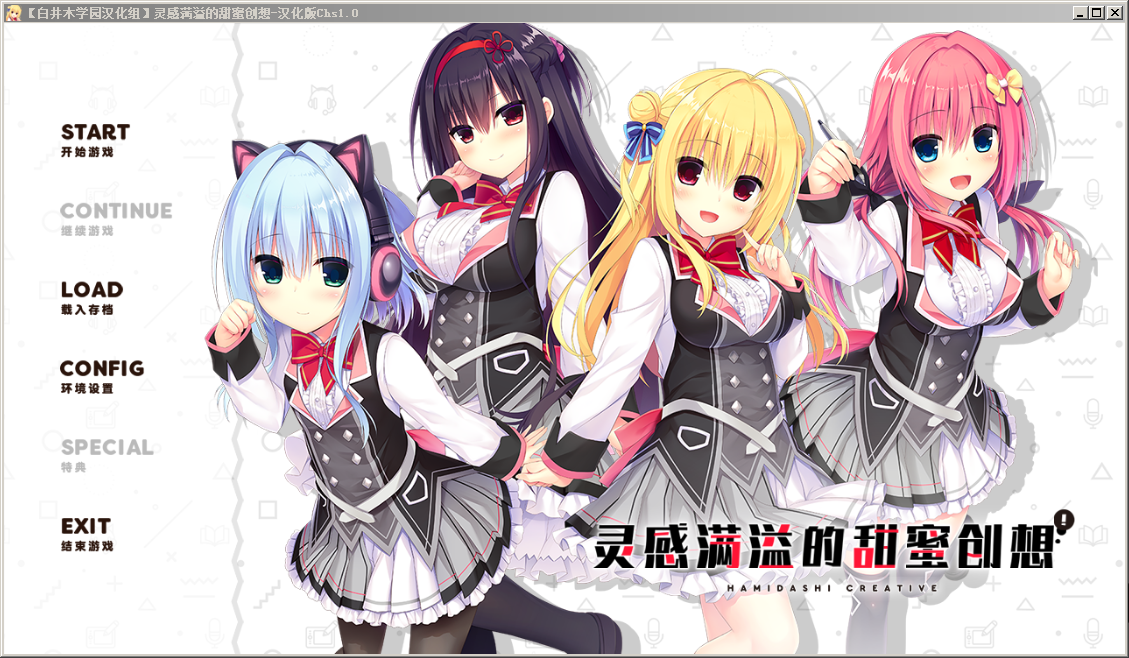 【白井木学园汉化组】灵感满溢的甜蜜创想-汉化版Chs1.0
START
开始游戏
CONTINUE
继续游戏
LOAD
载入存档
CONFIG
环境设置
SPECIAL
特典
EXIT
结束游戏
灵感满溢的甜蜜创想!
HAMIDASHI CREATIVE